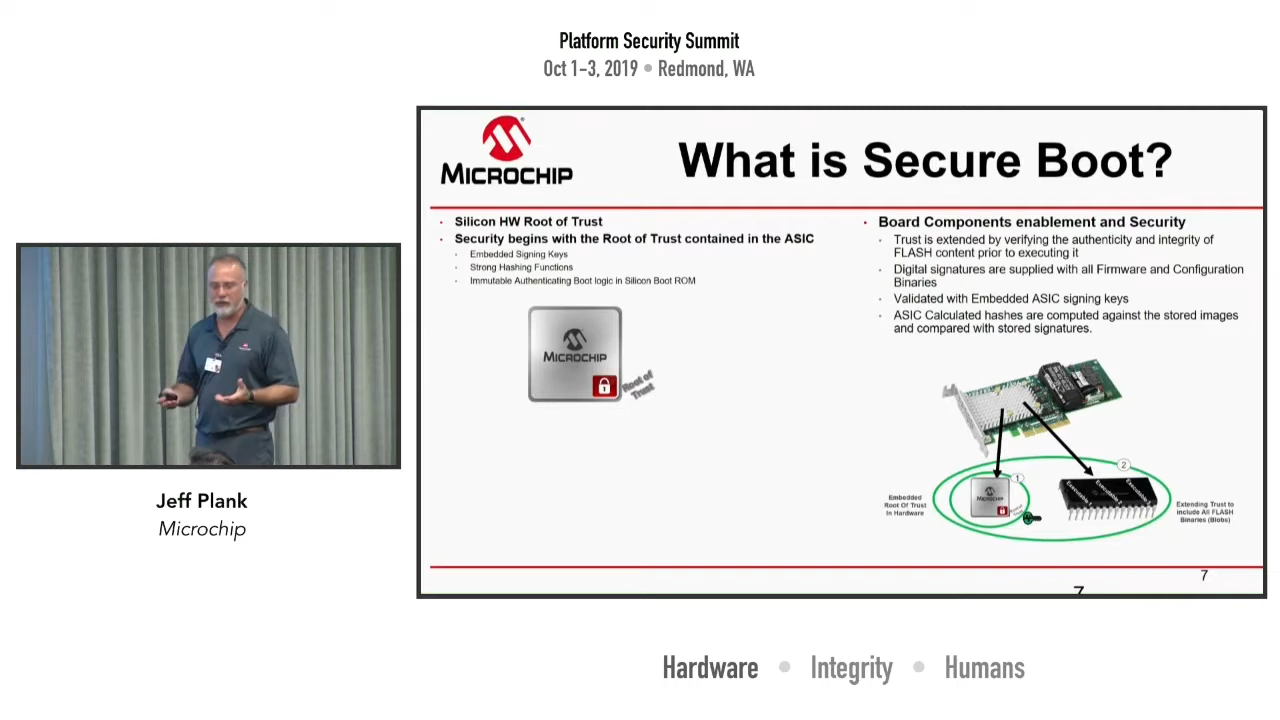 Platform Security Summit
Oct 1–3, 2019 • Redmond, WA
MICROCHIP
What is Secure Boot?
• Silicon HW Root of Trust
• Security begins with the Root of Trust contained in the ASIC
• Embedded Signing Keys
• Strong Hashing Functions
• Immutable Authenticating Boot logic in Silicon Boot ROM
MICROCHIP
Root of
Trust
• Board Components enablement and Security
• Trust is extended by verifying the authenticity and integrity of
FLASH content prior to executing it
• Digital signatures are supplied with all Firmware and Configuration
Binaries
• Validated with Embedded ASIC signing keys
• ASIC Calculated hashes are computed against the stored images
and compared with stored signatures.
1
2
Embedded
Root Of Trust
In Hardware
MICROCHIP
Extending Trust to
include All FLASH
Binaries (Blobs)
7
7
Jeff Plank
Microchip
Hardware • Integrity • Humans